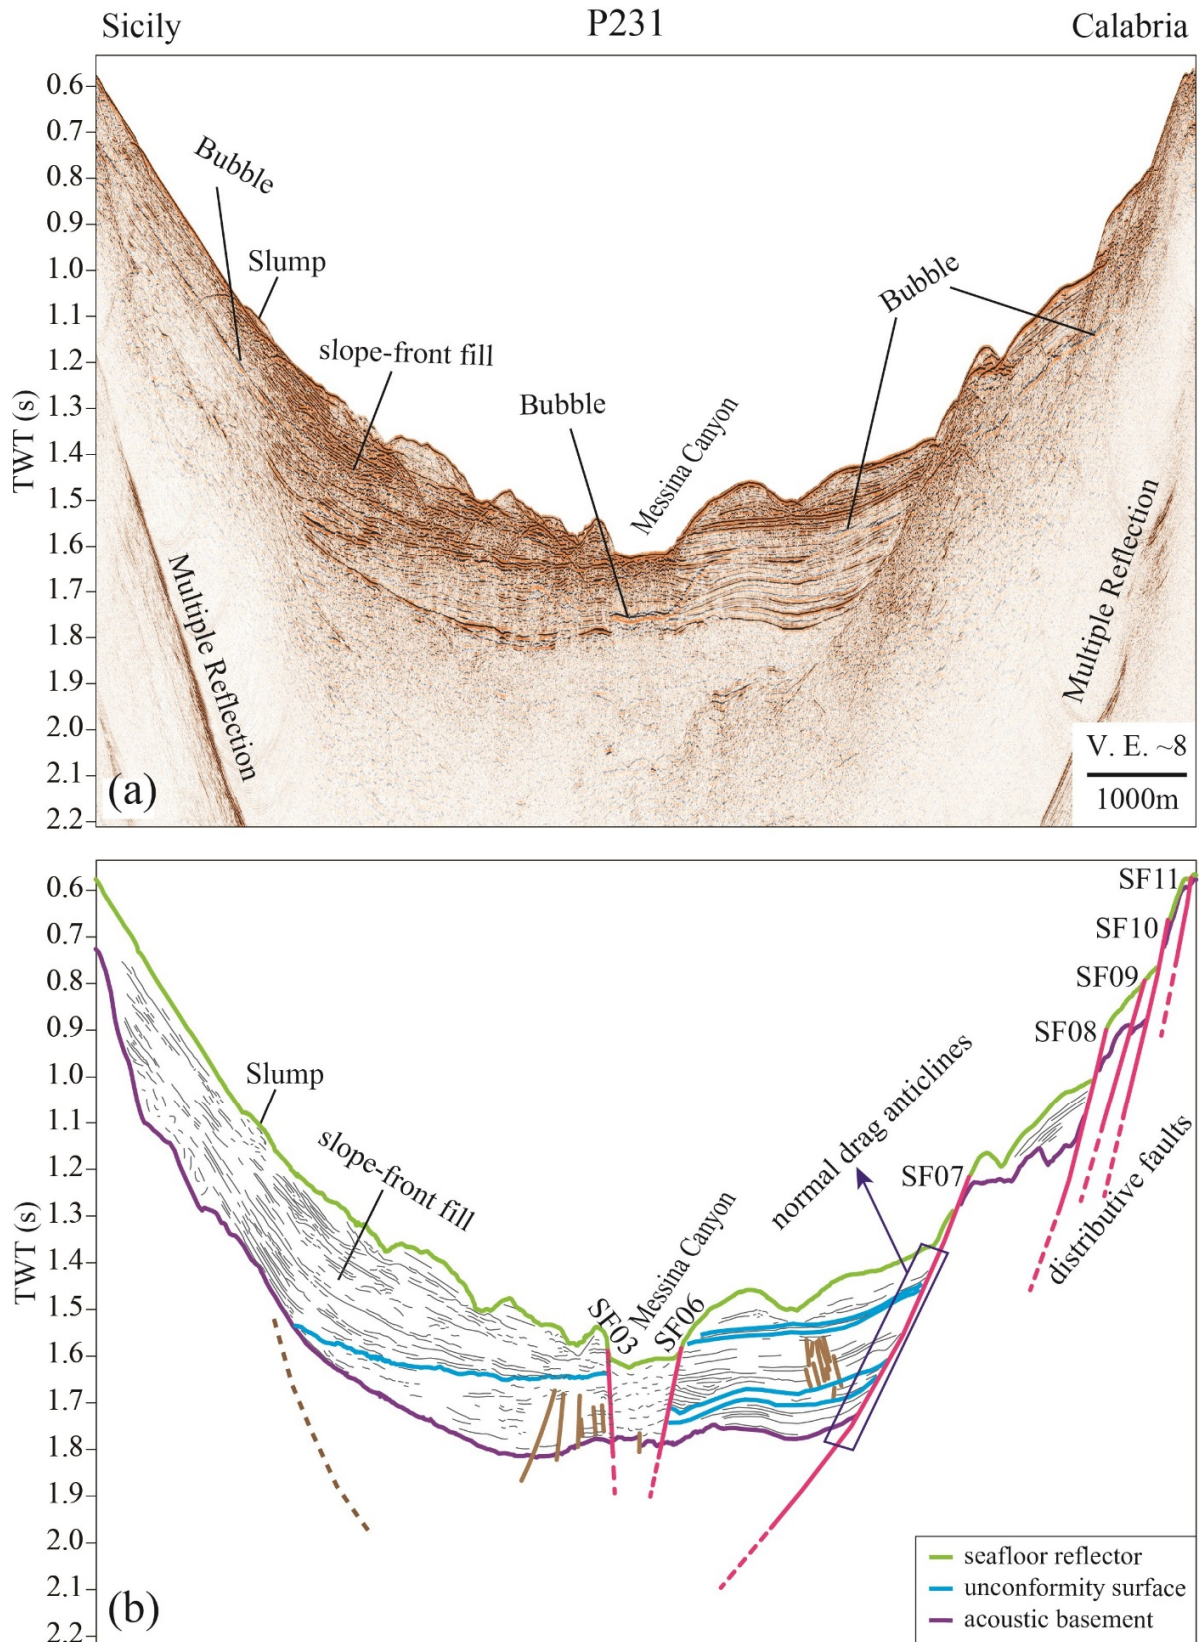 Sicily P231 Calabria
0.6
0.7
0.8
0.9
1.0
1.1
1.2
1.3
1.4
1.5
1.6
1.7
1.8
1.9
2.0
2.1
2.2
TWT (s)
Bubble
Slump
slope-front fill
Bubble
Messina Canyon
Bubble
Multiple Reflection
Multiple Reflection
V. E. ~8
1000m
(a)
0.6
0.7
0.8
0.9
1.0
1.1
1.2
1.3
1.4
1.5
1.6
1.7
1.8
1.9
2.0
2.1
2.2
TWT (s)
SF11
SF10
SF09
SF08
Slump
slope-front fill
normal drag anticlines
SF07
distributive faults
SF03
Messina Canyon
SF06
seafloor reflector
unconformity surface
acoustic basement
(b)